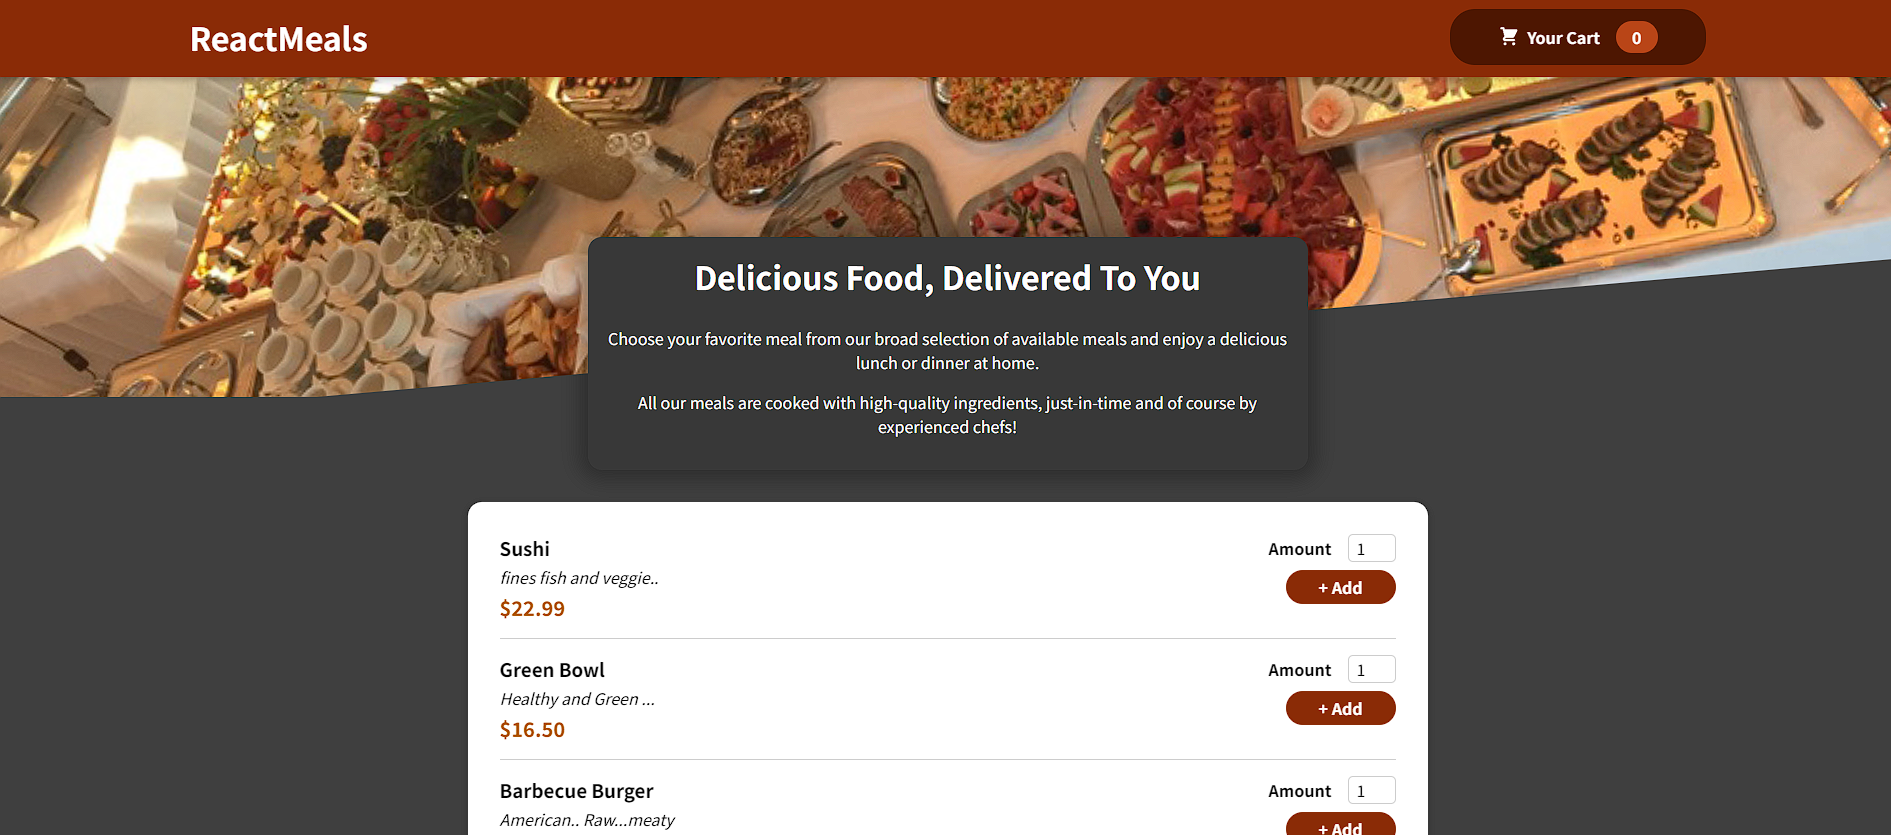 ReactMeals
Your Cart 0
Delicious Food, Delivered To You
Choose your favorite meal from our broad selection of available meals and enjoy a delicious
lunch or dinner at home.
All our meals are cooked with high-quality ingredients, just-in-time and of course by
experienced chefs!
Sushi
fines fish and veggie..
$22.99
Amount 1
+ Add
Green Bowl
Healthy and Green ...
$16.50
Amount 1
+ Add
Barbecue Burger
American.. Raw...meaty
Amount 1
+ Add